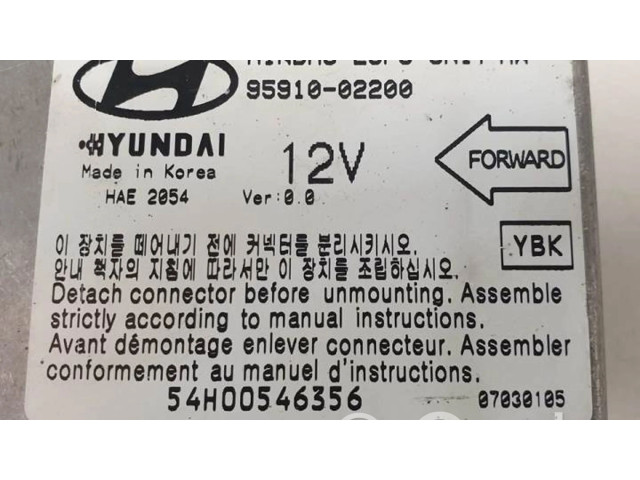 95910-02200
HYUNDAI
12V
FORWARD
Made in Korea
HAE 2054
Ver:0.0
YBK
이 장치를 떼어내기 전에 커넥터를 분리시키시오.
안내 책자의 지침에 따라서만 이 장치를 조립하십시오.
Detach connector before unmounting. Assemble
strictly according to manual instructions.
Avant démontage enlever connecteur. Assembler
conformement au manuel d'instructions.
54H00546356
07030105